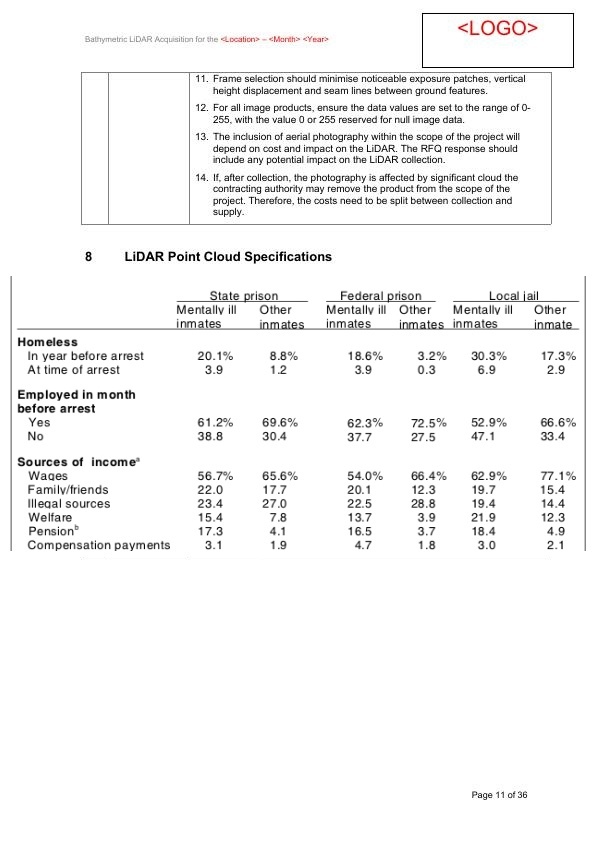 Bathymetric LiDAR Acquisition for the <Location> – <Month> <Year>
<LOGO>
11. Frame selection should minimise noticeable exposure patches, vertical
height displacement and seam lines between ground features.
12. For all image products, ensure the data values are set to the range of 0-
255, with the value 0 or 255 reserved for null image data.
13. The inclusion of aerial photography within the scope of the project will
depend on cost and impact on the LiDAR. The RFQ response should
include any potential impact on the LiDAR collection.
14. If, after collection, the photography is affected by significant cloud the
contracting authority may remove the product from the scope of the
project. Therefore, the costs need to be split between collection and
supply.
8 LiDAR Point Cloud Specifications
State prison Federal prison Local jail
Mentally ill Other Mentally ill Other Mentally ill Other
inmates inmates inmates inmates inmates inmate
Homeless
In year before arrest 20.1% 8.8% 18.6% 3.2% 30.3% 17.3%
At time of arrest 3.9 1.2 3.9 0.3 6.9 2.9
Employed in month
before arrest
Yes 61.2% 69.6% 62.3% 72.5% 52.9% 66.6%
No 38.8 30.4 37.7 27.5 47.1 33.4
Sources of income a
Wages 56.7% 65.6% 54.0% 66.4% 62.9% 77.1%
Family/friends 22.0 17.7 20.1 12.3 19.7 15.4
Illegal sources 23.4 27.0 22.5 28.8 19.4 14.4
Welfare 15.4 7.8 13.7 3.9 21.9 12.3
Pension b 17.3 4.1 16.5 3.7 18.4 4.9
Compensation payments 3.1 1.9 4.7 1.8 3.0 2.1
Page 11 of 36